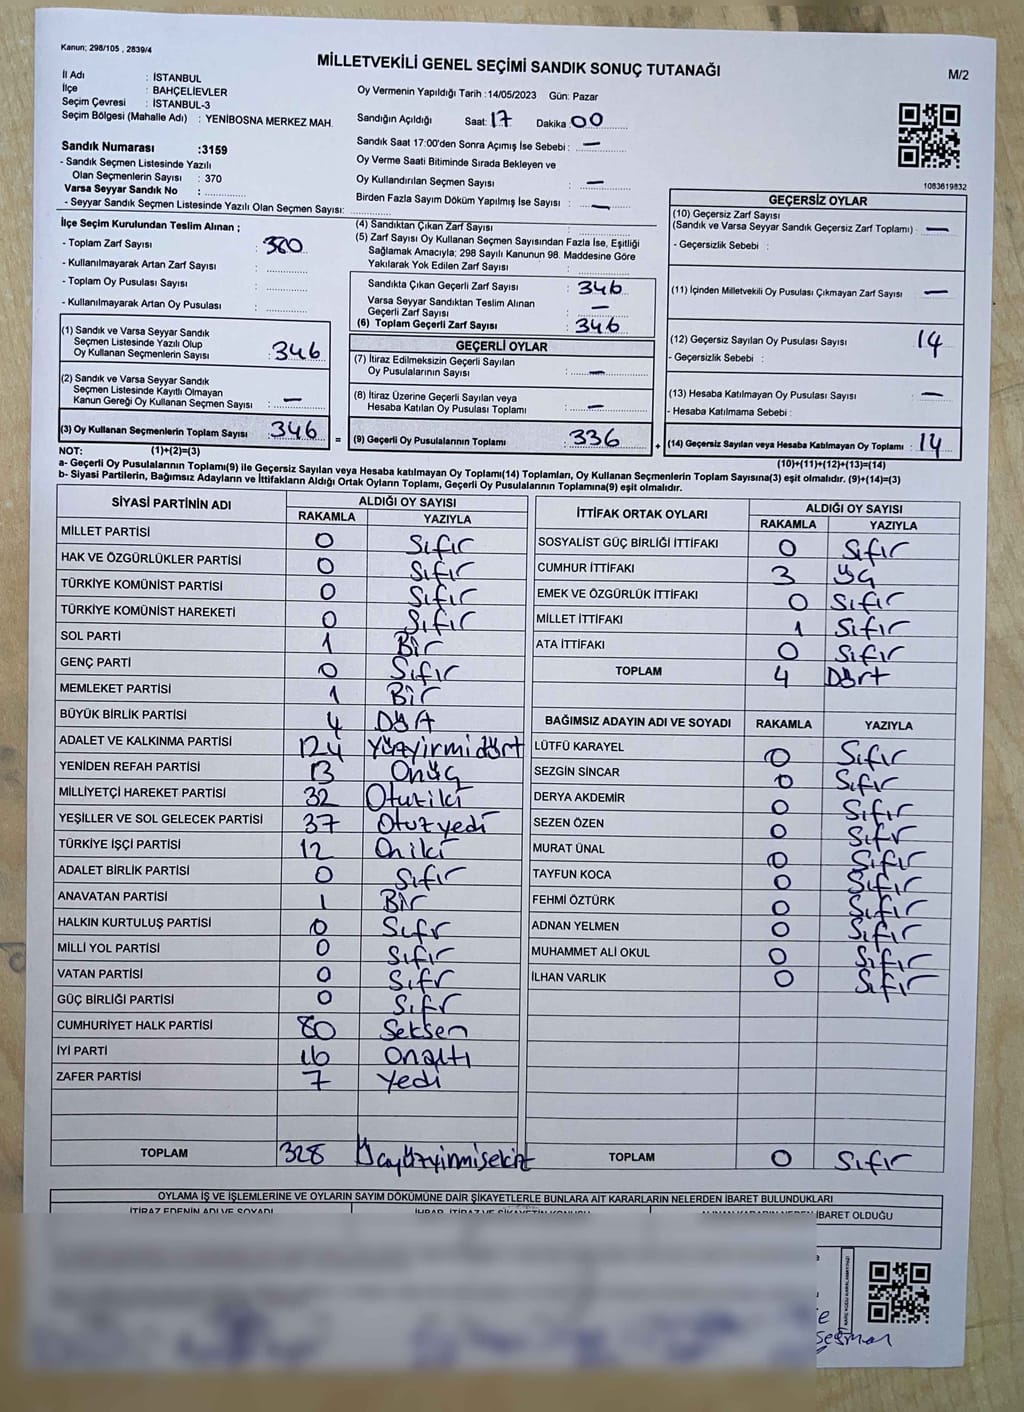 Kanun: 298/105 , 2839/4
MİLLETVEKİLİ GENEL SEÇİMİ SANDIK SONUÇ TUTANAĞI
M/2
İl Adı : İSTANBUL
İlçe : BAHÇELİEVLER
Seçim Çevresi : İSTANBUL-3
Seçim Bölgesi (Mahalle Adı) : YENİBOSNA MERKEZ MAH.
Sandık Numarası :3159
- Sandık Seçmen Listesinde Yazılı
Olan Seçmenlerin Sayısı : 370
Varsa Seyyar Sandık No :
- Seyyar Sandık Seçmen Listesinde Yazılı Olan Seçmen Sayısı:
Oy Vermenin Yapıldığı Tarih :14/05/2023 Gün: Pazar
Sandığın Açıldığı Saat: 17 Dakika 00
Sandık Saat 17:00'den Sonra Açımış İse Sebebi : —
Oy Verme Saati Bitiminde Sırada Bekleyen ve
Oy Kullandırılan Seçmen Sayısı : —
Birden Fazla Sayım Döküm Yapılmış İse Sayısı : —
1083619832
İlçe Seçim Kurulundan Teslim Alınan ;
- Toplam Zarf Sayısı : 380
- Kullanılmayarak Artan Zarf Sayısı :
- Toplam Oy Pusulası Sayısı :
- Kullanılmayarak Artan Oy Pusulası :
(1) Sandık ve Varsa Seyyar Sandık
Seçmen Listesinde Yazılı Olup
Oy Kullanan Seçmenlerin Sayısı : 346
(2) Sandık ve Varsa Seyyar Sandık
Seçmen Listesinde Kayıtlı Olmayan
Kanun Gereği Oy Kullanan Seçmen Sayısı : —
(3) Oy Kullanan Seçmenlerin Toplam Sayısı : 346
(4) Sandıktan Çıkan Zarf Sayısı :
(5) Zarf Sayısı Oy Kullanan Seçmen Sayısından Fazla İse, Eşitliği
Sağlamak Amacıyla; 298 Sayılı Kanunun 98. Maddesine Göre
Yakılarak Yok Edilen Zarf Sayısı :
Sandıkta Çıkan Geçerli Zarf Sayısı : 346
Varsa Seyyar Sandıktan Teslim Alınan
Geçerli Zarf Sayısı : —
(6) Toplam Geçerli Zarf Sayısı : 346
GEÇERLİ OYLAR
(7) İtiraz Edilmeksizin Geçerli Sayılan
Oy Pusulalarının Sayısı : —
(8) İtiraz Üzerine Geçerli Sayılan veya
Hesaba Katılan Oy Pusulası Toplamı : —
= (9) Geçerli Oy Pusulalarının Toplamı : 336
GEÇERSİZ OYLAR
(10) Geçersiz Zarf Sayısı
(Sandık ve Varsa Seyyar Sandık Geçersiz Zarf Toplamı) : —
- Geçersizlik Sebebi :
(11) İçinden Milletvekili Oy Pusulası Çıkmayan Zarf Sayısı : —
(12) Geçersiz Sayılan Oy Pusulası Sayısı : 14
- Geçersizlik Sebebi :
(13) Hesaba Katılmayan Oy Pusulası Sayısı : —
- Hesaba Katılmama Sebebi :
+ (14) Geçersiz Sayılan veya Hesaba Katılmayan Oy Toplamı : 14
NOT: (1)+(2)=(3) (10)+(11)+(12)+(13)=(14)
a- Geçerli Oy Pusulalarının Toplamı(9) ile Geçersiz Sayılan veya Hesaba katılmayan Oy Toplamı(14) Toplamları, Oy Kullanan Seçmenlerin Toplam Sayısına(3) eşit olmalıdır. (9)+(14)=(3)
b- Siyasi Partilerin, Bağımsız Adayların ve İttifakların Aldığı Ortak Oyların Toplamı, Geçerli Oy Pusulalarının Toplamına(9) eşit olmalıdır.
SİYASİ PARTİNİN ADI ALDIĞI OY SAYISI
RAKAMLA YAZIYLA
MİLLET PARTİSİ 0 Sıfır
HAK VE ÖZGÜRLÜKLER PARTİSİ 0 Sıfır
TÜRKİYE KOMÜNİST PARTİSİ 0 Sıfır
TÜRKİYE KOMÜNİST HAREKETİ 0 Sıfır
SOL PARTİ 1 Bir
GENÇ PARTİ 0 Sıfır
MEMLEKET PARTİSİ 1 Bir
BÜYÜK BİRLİK PARTİSİ 4
ADALET VE KALKINMA PARTİSİ 124 Yüzyirmidört
YENİDEN REFAH PARTİSİ 13 Onüç
MİLLİYETÇİ HAREKET PARTİSİ 32 Otuziki
YEŞİLLER VE SOL GELECEK PARTİSİ 37 Otuzyedi
TÜRKİYE İŞÇİ PARTİSİ 12 Oniki
ADALET BİRLİK PARTİSİ 0 Sıfır
ANAVATAN PARTİSİ 1 Bir
HALKIN KURTULUŞ PARTİSİ 0 Sıfr
MİLLİ YOL PARTİSİ 0 Sıfır
VATAN PARTİSİ 0 Sıfr
GÜÇ BİRLİĞİ PARTİSİ 0 Sıfr
CUMHURİYET HALK PARTİSİ 80 Seksen
İYİ PARTİ 16 Onaltı
ZAFER PARTİSİ 7 Yedi
TOPLAM 328
İTTİFAK ORTAK OYLARI ALDIĞI OY SAYISI
RAKAMLA YAZIYLA
SOSYALİST GÜÇ BİRLİĞİ İTTİFAKI 0 Sıfır
CUMHUR İTTİFAKI 3 Üç
EMEK VE ÖZGÜRLÜK İTTİFAKI 0 Sıfır
MİLLET İTTİFAKI 1 Sıfır
ATA İTTİFAKI 0 Sıfır
TOPLAM 4 Dört
BAĞIMSIZ ADAYIN ADI VE SOYADI RAKAMLA YAZIYLA
LÜTFÜ KARAYEL 0 Sıfır
SEZGİN SİNCAR 0 Sıfır
DERYA AKDEMİR 0 Sıfır
SEZEN ÖZEN 0 Sıfır
MURAT ÜNAL 0 Sıfır
TAYFUN KOCA 0 Sıfır
FEHMİ ÖZTÜRK 0 Sıfır
ADNAN YELMEN 0 Sıfır
MUHAMMET ALİ OKUL 0 Sıfır
İLHAN VARLIK 0 Sıfır
TOPLAM 0 Sıfır
OYLAMA İŞ VE İŞLEMLERİNE VE OYLARIN SAYIM DÖKÜMÜNE DAİR ŞİKAYETLERLE BUNLARA AİT KARARLARIN NELERDEN İBARET BULUNDUKLARI
İTİRAZ EDENİN ADI VE SOYADI
İBARET OLDUĞU